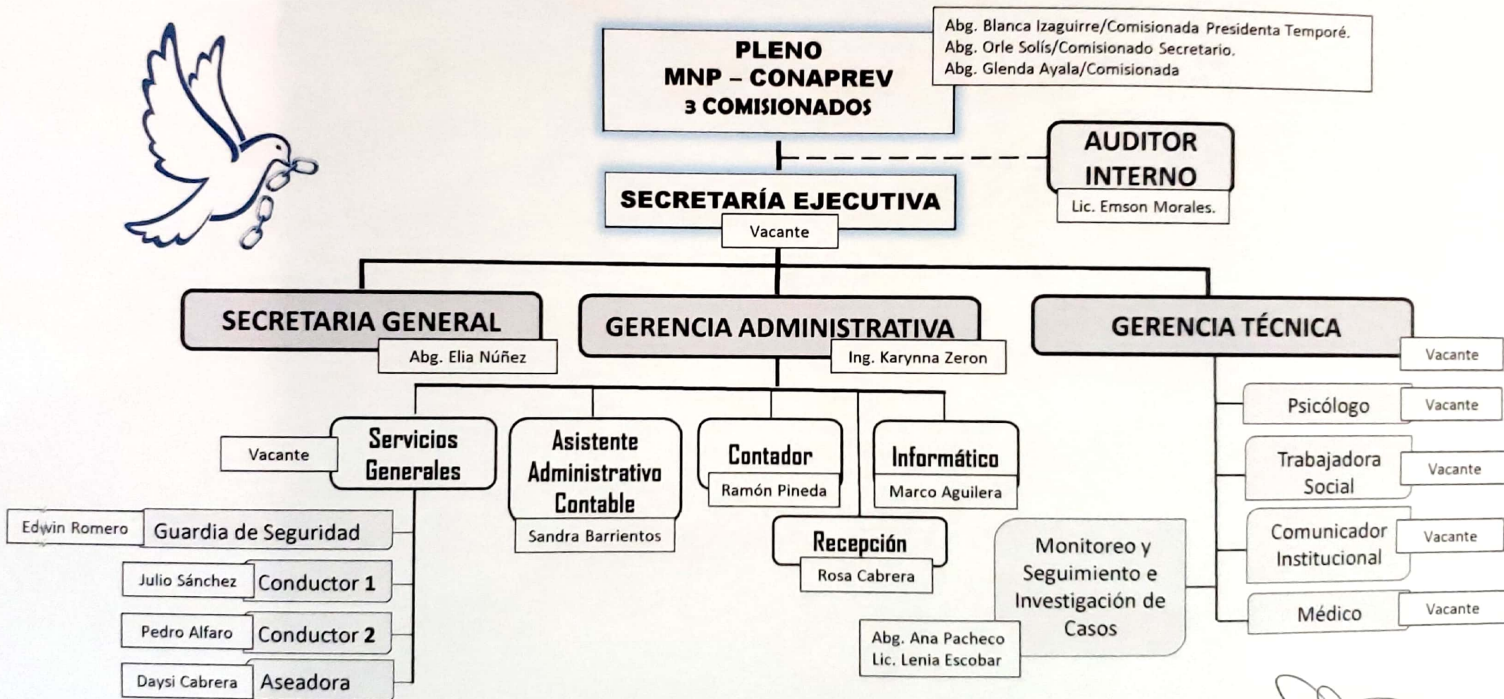 PLENO
MNP – CONAPREV
3 COMISIONADOS
Abg. Blanca Izaguirre/Comisionada Presidenta Temporé.
Abg. Orle Solís/Comisionado Secretario.
Abg. Glenda Ayala/Comisionada
AUDITOR
INTERNO
Lic. Emson Morales.
SECRETARÍA EJECUTIVA
Vacante
SECRETARIA GENERAL
Abg. Elia Núñez
GERENCIA ADMINISTRATIVA
Ing. Karynna Zeron
GERENCIA TÉCNICA
Vacante
Servicios
Generales
Vacante
Asistente
Administrativo
Contable
Sandra Barrientos
Contador
Ramón Pineda
Informático
Marco Aguilera
Recepción
Rosa Cabrera
Edwin Romero
Guardia de Seguridad
Julio Sánchez
Conductor 1
Pedro Alfaro
Conductor 2
Daysi Cabrera
Aseadora
Psicólogo
Vacante
Trabajadora
Social
Vacante
Comunicador
Institucional
Vacante
Médico
Vacante
Monitoreo y
Seguimiento e
Investigación de
Casos
Abg. Ana Pacheco
Lic. Lenia Escobar